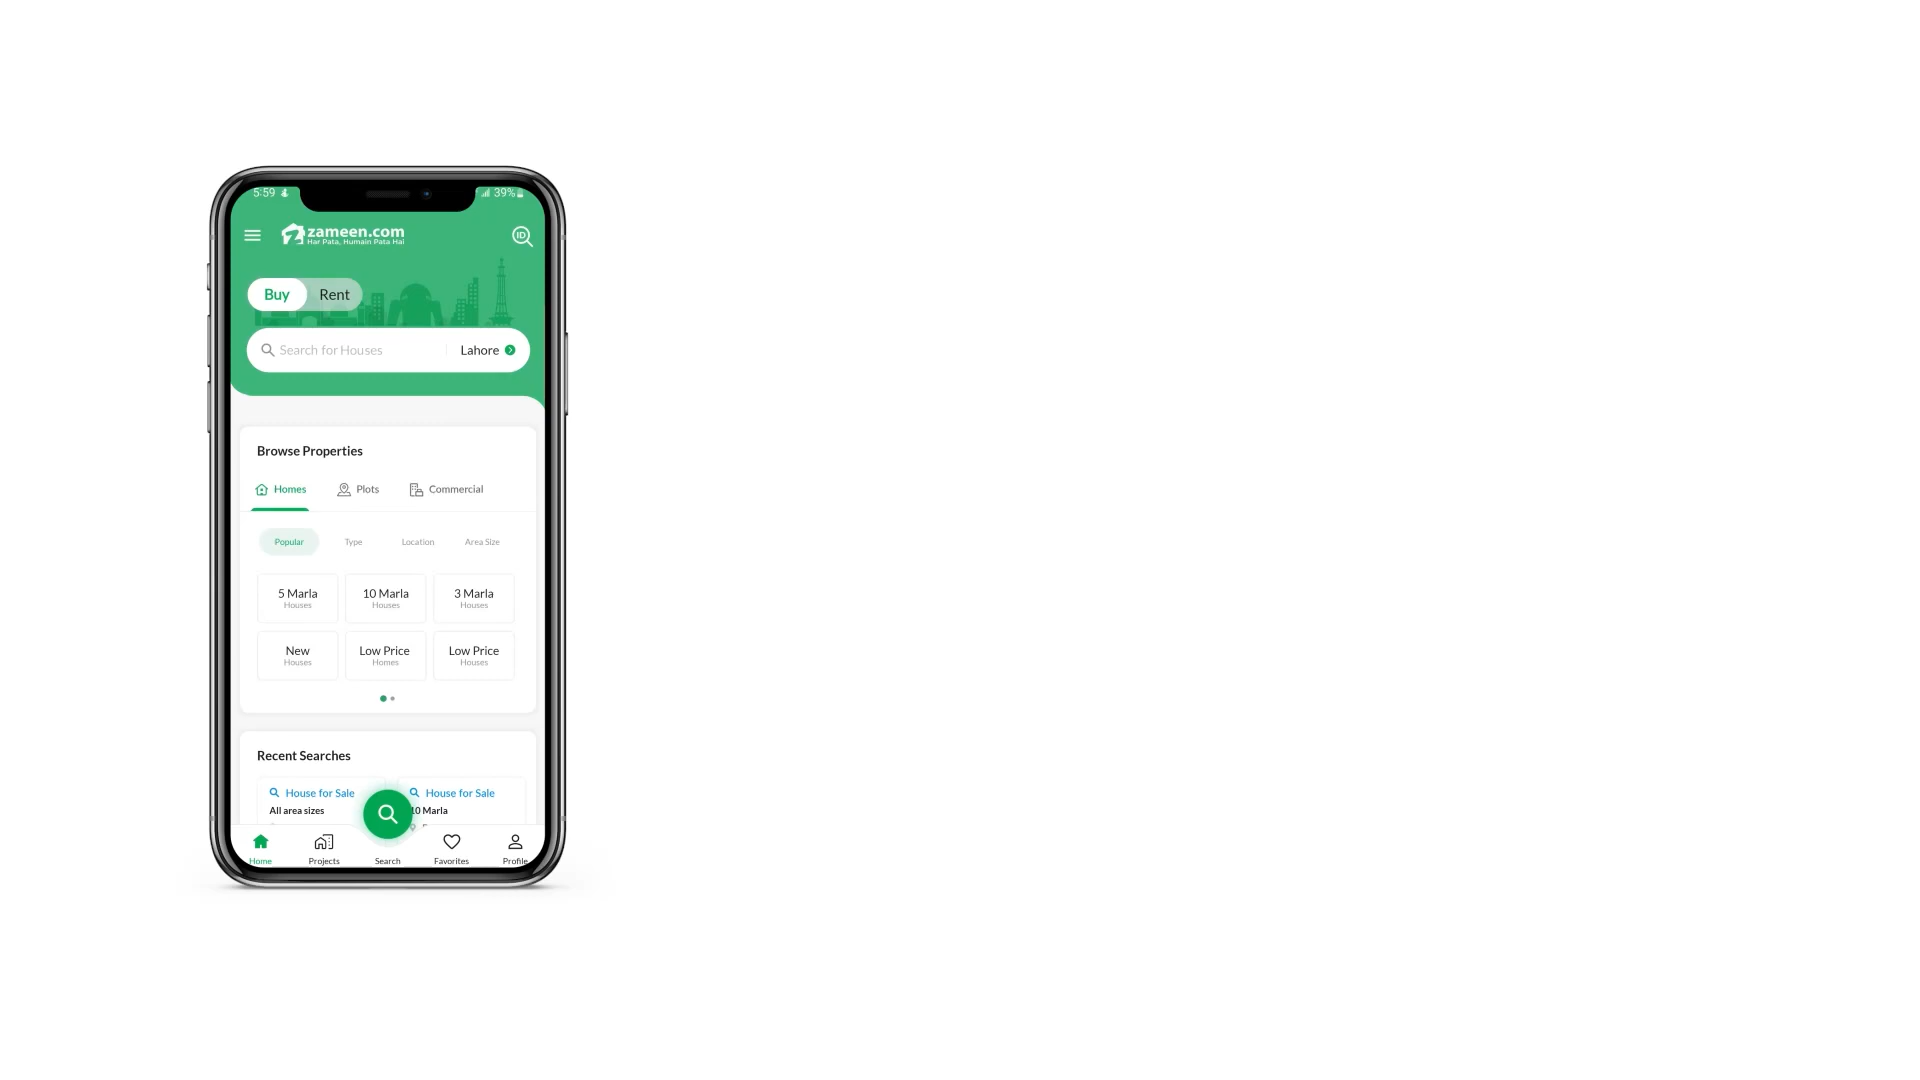 5:59
39%
zameen.com
Har Pata, Humain Pata Hai
ID
Buy Rent
Search for Houses Lahore
Browse Properties
Homes Plots Commercial
Popular Type Location Area Size
5 Marla 10 Marla 3 Marla
Houses Houses Houses
New Low Price Low Price
Houses Homes Houses
Recent Searches
House for Sale House for Sale
All area sizes 10 Marla
Home Projects Search Favorites Profile